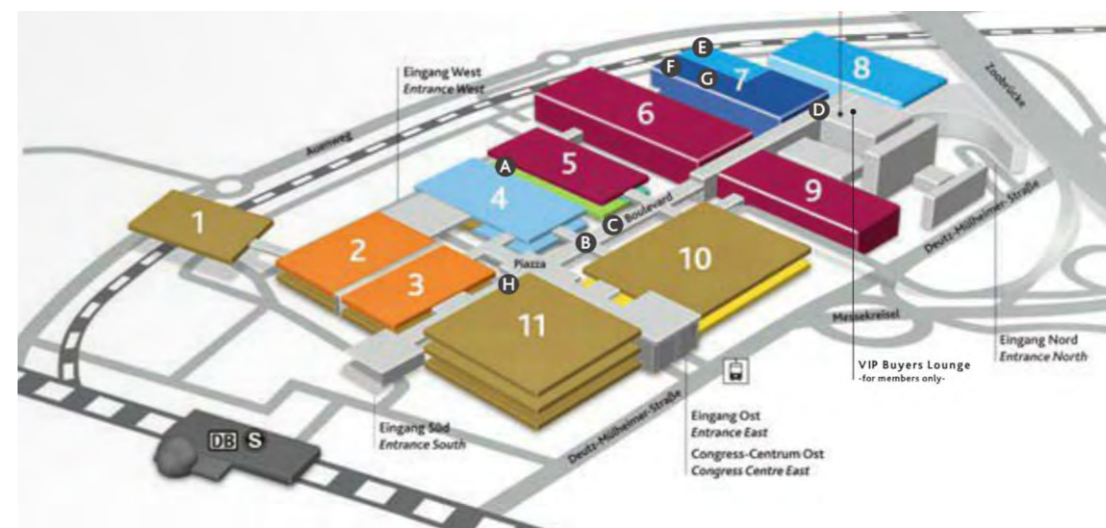 E
F
G
7
8
Zoobrücke
Eingang West
Entrance West
6
D
Auenweg
A
5
4
9
1
C
Boulevard
Deutz-Mülheimer-Straße
2
B
10
Piazza
3
H
11
Messekreisel
Eingang Nord
Entrance North
VIP Buyers Lounge
-for members only-
Eingang Süd
Entrance South
Deutz-Mülheimer-Straße
Eingang Ost
Entrance East
Congress-Centrum Ost
Congress Centre East
DB S